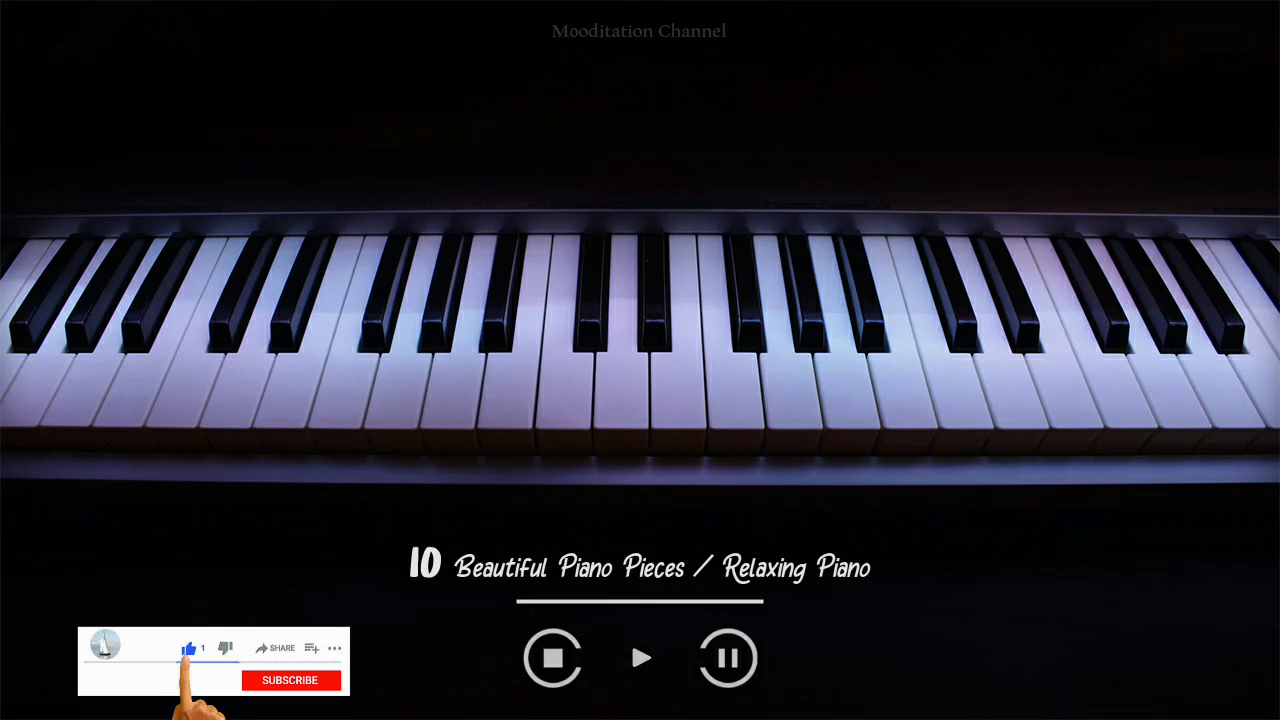 Mooditation Channel
10 Beautiful Piano Pieces / Relaxing Piano
1 SHARE
SUBSCRIBE